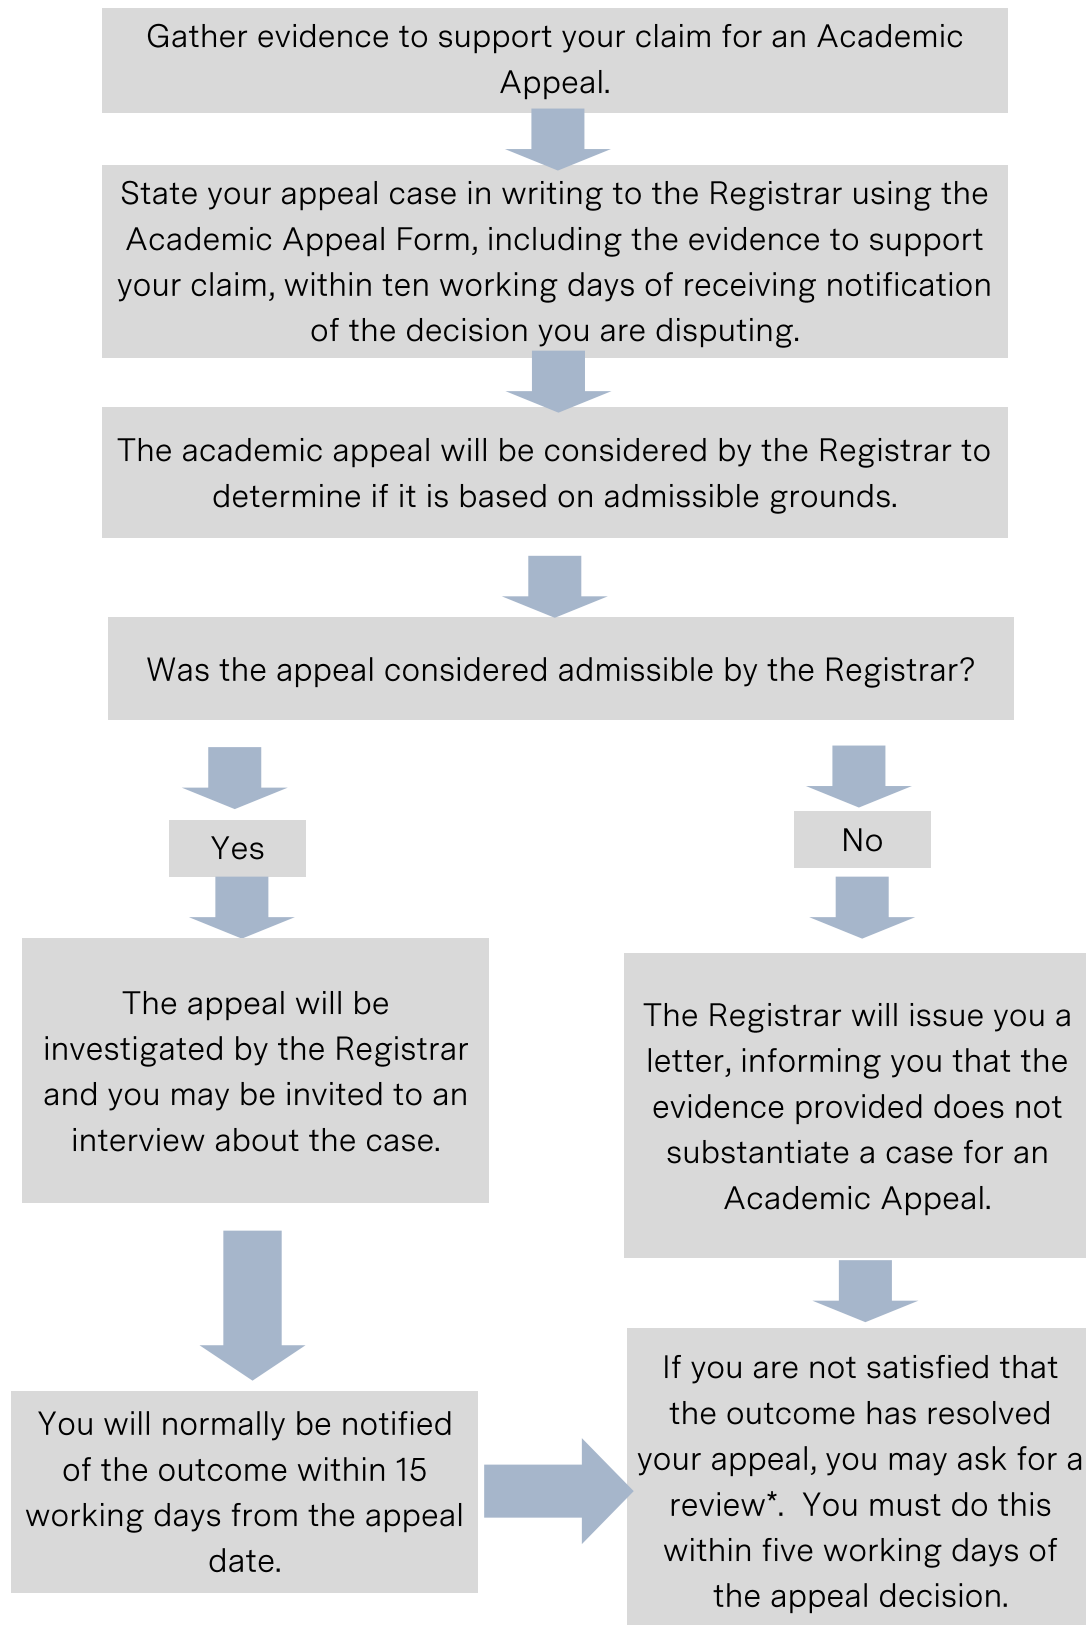 Gather evidence to support your claim for an Academic
Appeal.
State your appeal case in writing to the Registrar using the
Academic Appeal Form, including the evidence to support
your claim, within ten working days of receiving notification
of the decision you are disputing.
The academic appeal will be considered by the Registrar to
determine if it is based on admissible grounds.
Was the appeal considered admissible by the Registrar?
Yes
No
The appeal will be
investigated by the Registrar
and you may be invited to an
interview about the case.
The Registrar will issue you a
letter, informing you that the
evidence provided does not
substantiate a case for an
Academic Appeal.
You will normally be notified
of the outcome within 15
working days from the appeal
date.
If you are not satisfied that
the outcome has resolved
your appeal, you may ask for a
review*.  You must do this
within five working days of
the appeal decision.